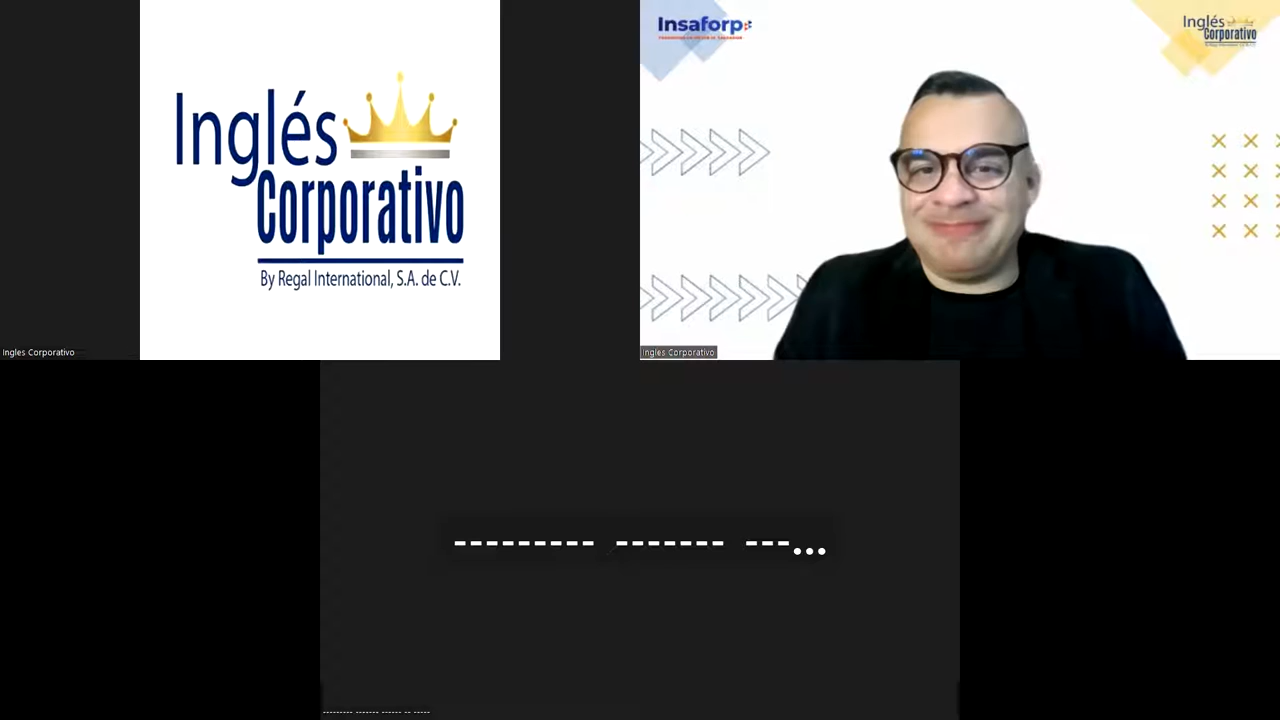 Inglés
Corporativo
By Regal International, S.A. de C.V.
Ingles Corporativo
Insaforp
Inglés
Corporativo
Ingles Corporativo
--------- ------- ---...
--------- ------- ------ -- -----